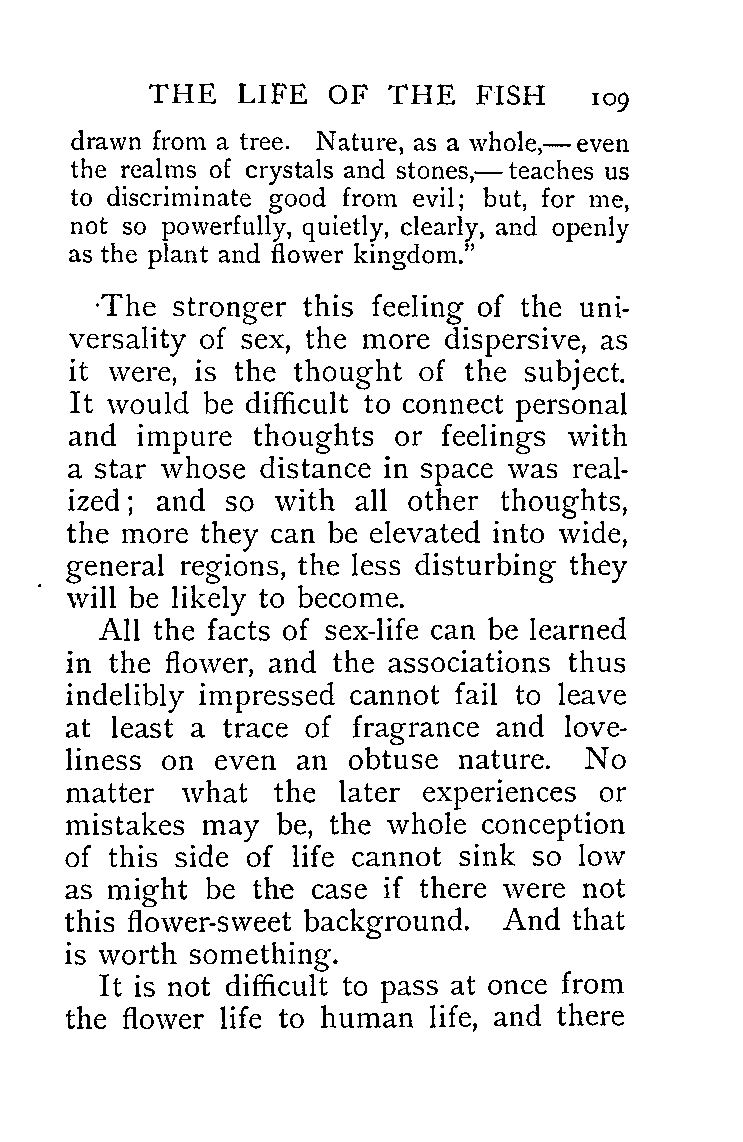 THE LIFE OF THE FISH 109
drawn from a tree. Nature, as a whole,—even
the realms of crystals and stones,—teaches us
to discriminate good from evil; but, for me,
not so powerfully, quietly, clearly, and openly
as the plant and flower kingdom.”
The stronger this feeling of the uni-
versality of sex, the more dispersive, as
it were, is the thought of the subject.
It would be difficult to connect personal
and impure thoughts or feelings with
a star whose distance in space was real-
ized; and so with all other thoughts,
the more they can be elevated into wide,
general regions, the less disturbing they
will be likely to become.
All the facts of sex-life can be learned
in the flower, and the associations thus
indelibly impressed cannot fail to leave
at least a trace of fragrance and love-
liness on even an obtuse nature. No
matter what the later experiences or
mistakes may be, the whole conception
of this side of life cannot sink so low
as might be the case if there were not
this flower-sweet background. And that
is worth something.
It is not difficult to pass at once from
the flower life to human life, and there